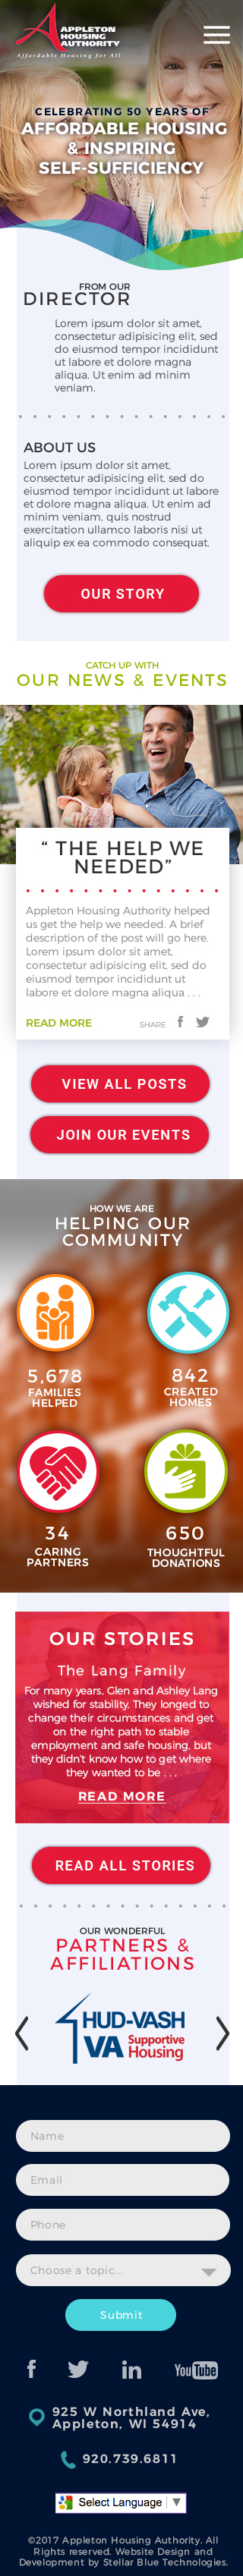 APPLETON
HOUSING
AUTHORITY
Affordable Housing for All
CELEBRATING 50 YEARS OF
AFFORDABLE HOUSING
& INSPIRING
SELF-SUFFICIENCY
FROM OUR
DIRECTOR
Lorem ipsum dolor sit amet,
consectetur adipisicing elit, sed
do eiusmod tempor incididunt
ut labore et dolore magna
aliqua. Ut enim ad minim
veniam.
ABOUT US
Lorem ipsum dolor sit amet,
consectetur adipisicing elit, sed do
eiusmod tempor incididunt ut labore
et dolore magna aliqua. Ut enim ad
minim veniam, quis nostrud
exercitation ullamco laboris nisi ut
aliquip ex ea commodo consequat.
OUR STORY
CATCH UP WITH
OUR NEWS & EVENTS
“ THE HELP WE
NEEDED”
Appleton Housing Authority helped
us get the help we needed. A brief
description of the post will go here.
Lorem ipsum dolor sit amet,
consectetur adipisicing elit, sed do
eiusmod tempor incididunt ut
labore et dolore magna aliqua . . .
READ MORE
SHARE
VIEW ALL POSTS
JOIN OUR EVENTS
HOW WE ARE
HELPING OUR
COMMUNITY
5,678
FAMILIES
HELPED
842
CREATED
HOMES
34
CARING
PARTNERS
650
THOUGHTFUL
DONATIONS
OUR STORIES
The Lang Family
For many years, Glen and Ashley Lang
wished for stability. They longed to
change their circumstances and get
on the right path to stable
employment and safe housing, but
they didn’t know how to get where
they wanted to be . . .
READ MORE
READ ALL STORIES
OUR WONDERFUL
PARTNERS &
AFFILIATIONS
HUD-VASH
VA Supportive
Housing
Name
Email
Phone
Choose a topic...
Submit
YouTube
925 W Northland Ave,
Appleton, WI 54914
920.739.6811
Select Language
©2017 Appleton Housing Authority. All
Rights reserved. Website Design and
Development by Stellar Blue Technologies.